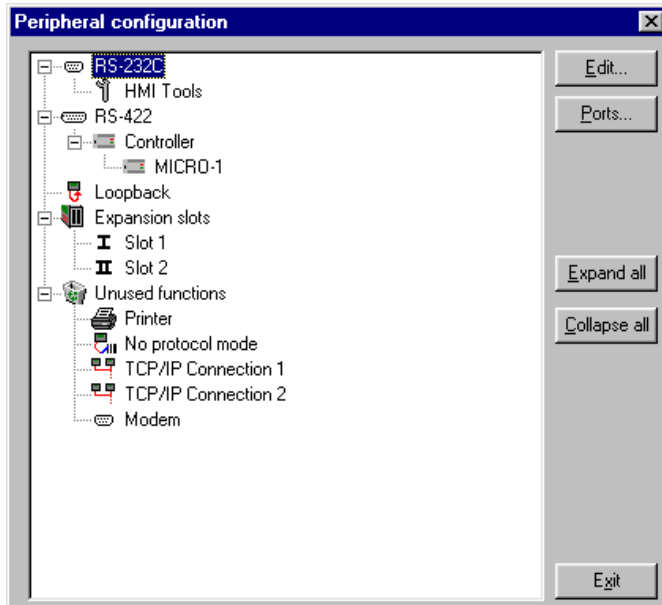 Peripheral configuration
RS-232C
HMI Tools
RS-422
Controller
MICRO-1
Loopback
Expansion slots
Slot 1
Slot 2
Unused functions
Printer
No protocol mode
TCP/IP Connection 1
TCP/IP Connection 2
Modem
Edit...
Ports...
Expand all
Collapse all
Exit